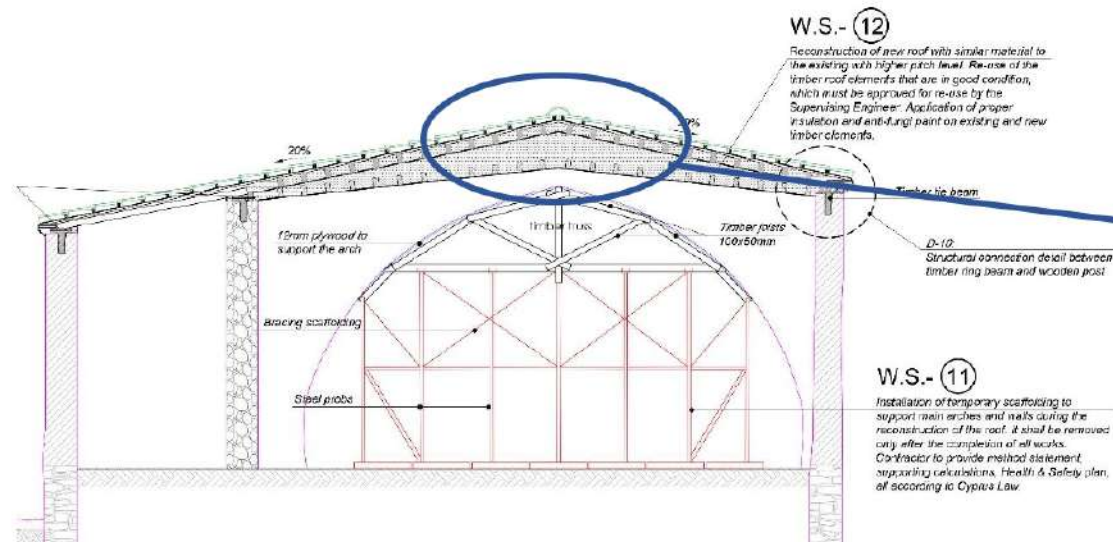 W.S.- 12
Reconstruction of new roof with similar material to
the existing with higher pitch level. Re-use of the
timber roof elements that are in good condition,
which must be approved for re-use by the
Supervising Engineer. Application of proper
insulation and anti-fungi paint on existing and new
timber elements.
20%
Timber tie beam
timber truss
Timber joists
100x50mm
plywood to
support the arch
D-10:
Structural connection detail between
timber ring beam and wooden post
Bracing scaffolding
Steel probs
W.S.- 11
Installation of temporary scaffolding to
support main arches and walls during the
reconstruction of the roof. It shall be removed
only after the completion of all works.
Contractor to provide method statement,
supporting calculations, Health & Safety plan,
all according to Cyprus Law.